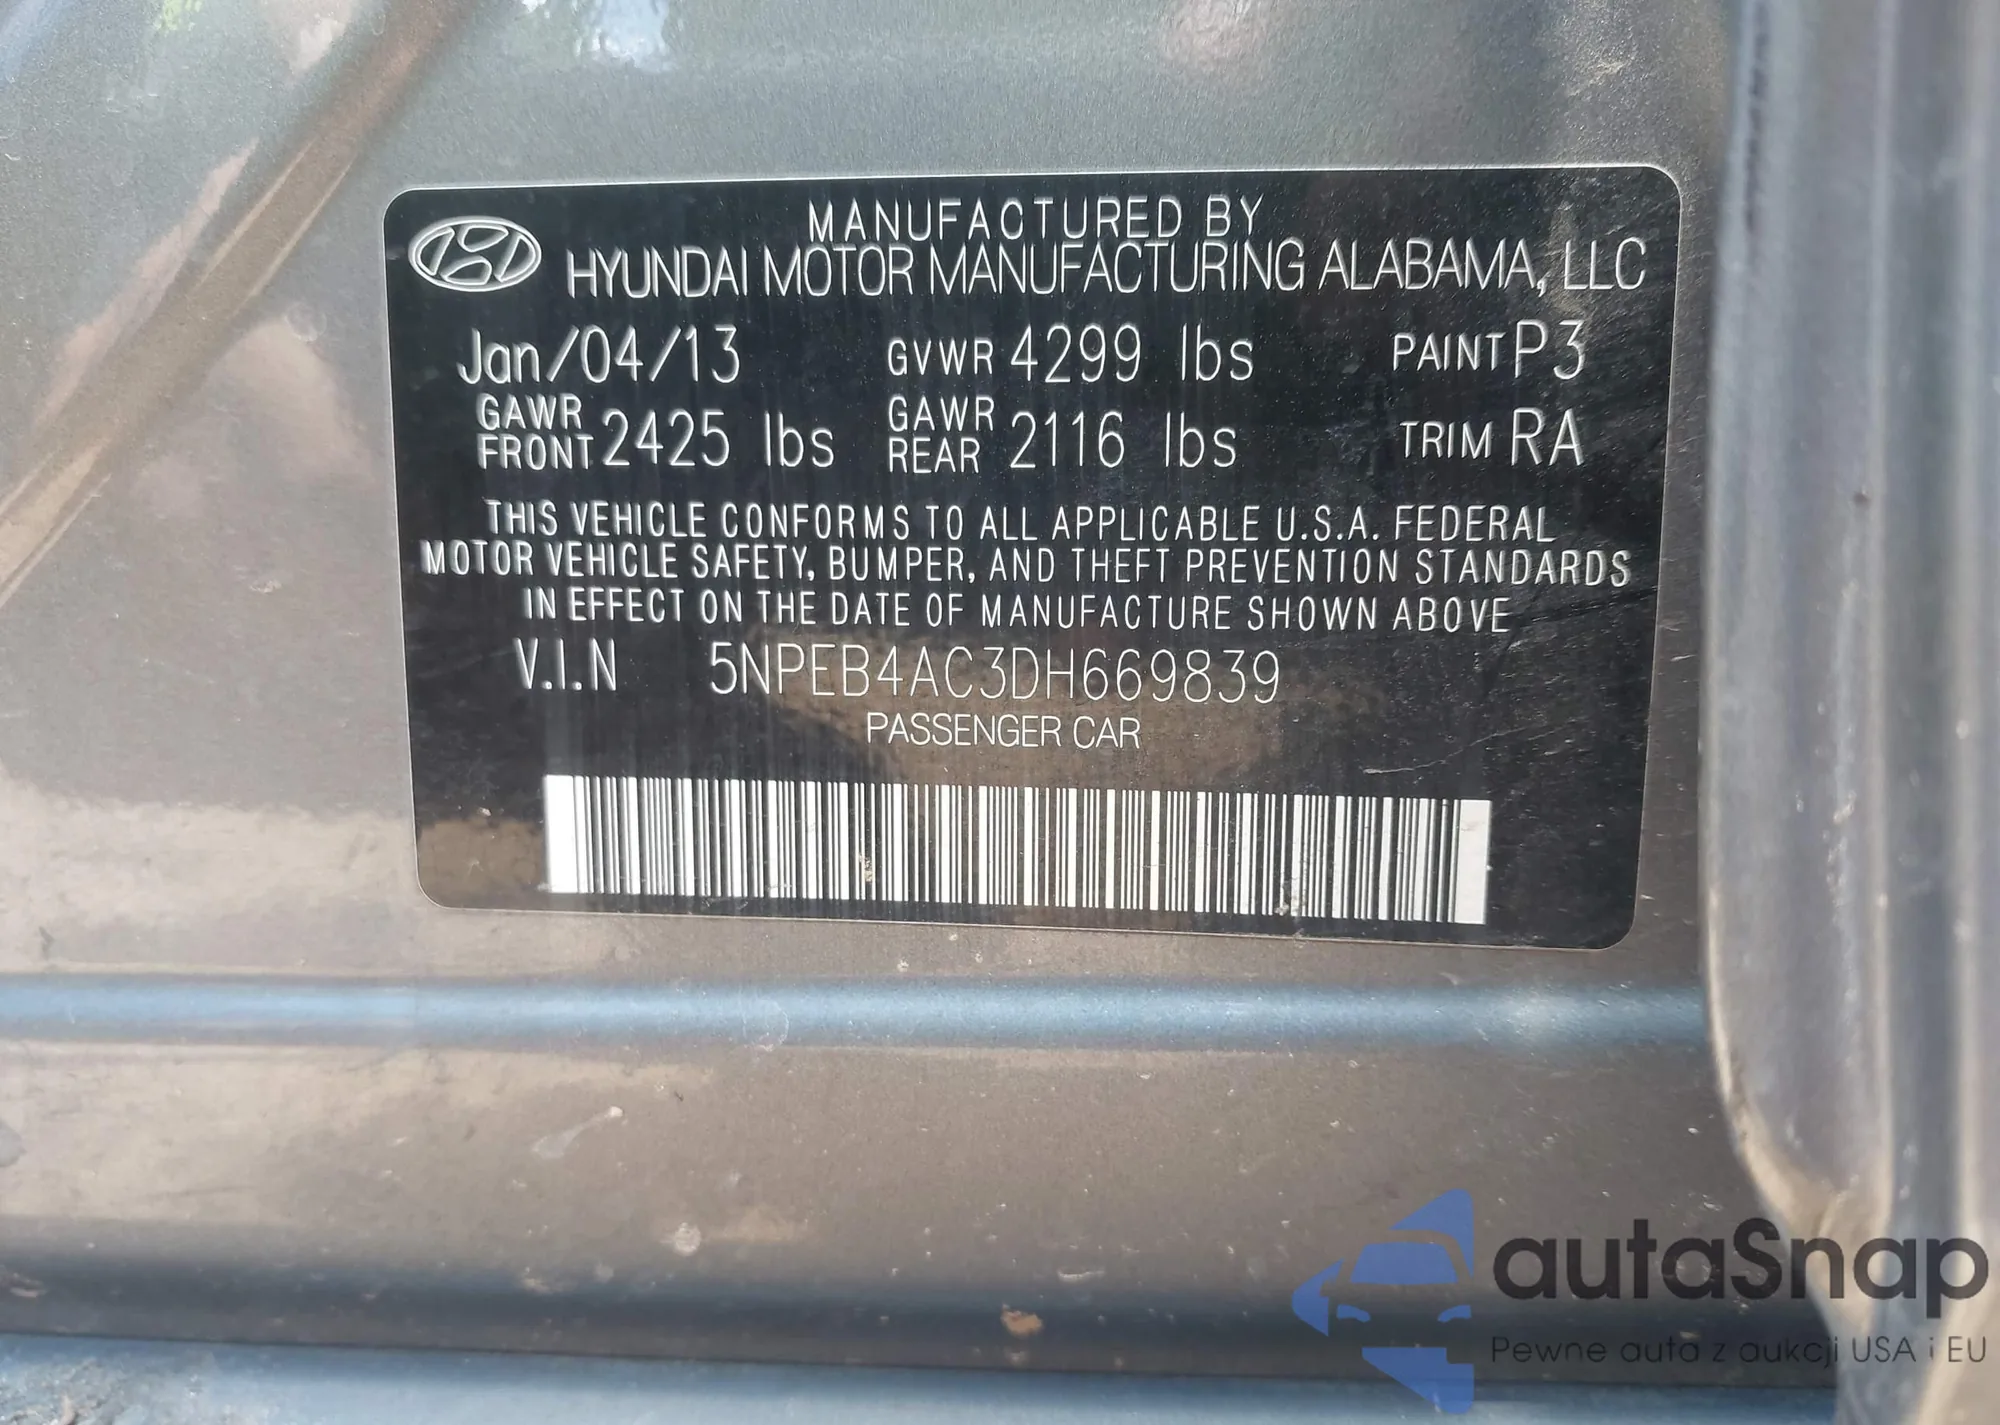 MANUFACTURED BY
HYUNDAI MOTOR MANUFACTURING ALABAMA, LLC
Jan/04/13 GVWR 4299 lbs PAINT P3
GAWR FRONT 2425 lbs GAWR REAR 2116 lbs TRIM RA
THIS VEHICLE CONFORMS TO ALL APPLICABLE U.S.A. FEDERAL
MOTOR VEHICLE SAFETY, BUMPER, AND THEFT PREVENTION STANDARDS
IN EFFECT ON THE DATE OF MANUFACTURE SHOWN ABOVE
V.I.N 5NPEB4AC3DH669839
PASSENGER CAR
autaSnap
Pewne auta z aukcji USA i EU